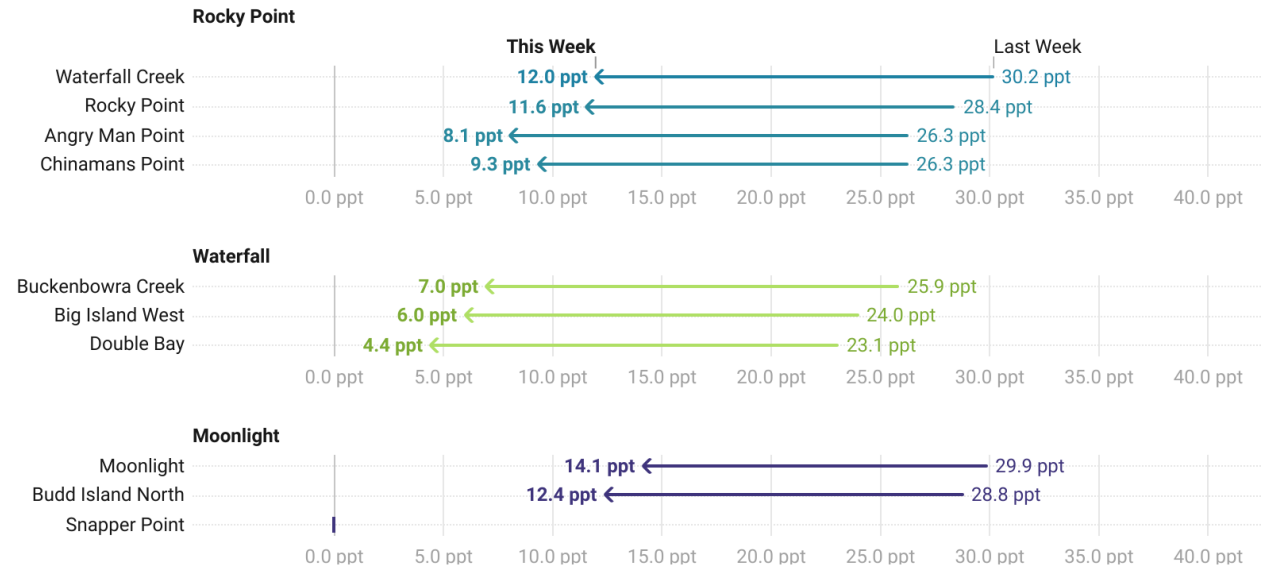 Rocky Point
This Week Last Week
Waterfall Creek 12.0 ppt 30.2 ppt
Rocky Point 11.6 ppt 28.4 ppt
Angry Man Point 8.1 ppt 26.3 ppt
Chinamans Point 9.3 ppt 26.3 ppt
0.0 ppt 5.0 ppt 10.0 ppt 15.0 ppt 20.0 ppt 25.0 ppt 30.0 ppt 35.0 ppt 40.0 ppt
Waterfall
Buckenbowra Creek 7.0 ppt 25.9 ppt
Big Island West 6.0 ppt 24.0 ppt
Double Bay 4.4 ppt 23.1 ppt
0.0 ppt 5.0 ppt 10.0 ppt 15.0 ppt 20.0 ppt 25.0 ppt 30.0 ppt 35.0 ppt 40.0 ppt
Moonlight
Moonlight 14.1 ppt 29.9 ppt
Budd Island North 12.4 ppt 28.8 ppt
Snapper Point
0.0 ppt 5.0 ppt 10.0 ppt 15.0 ppt 20.0 ppt 25.0 ppt 30.0 ppt 35.0 ppt 40.0 ppt